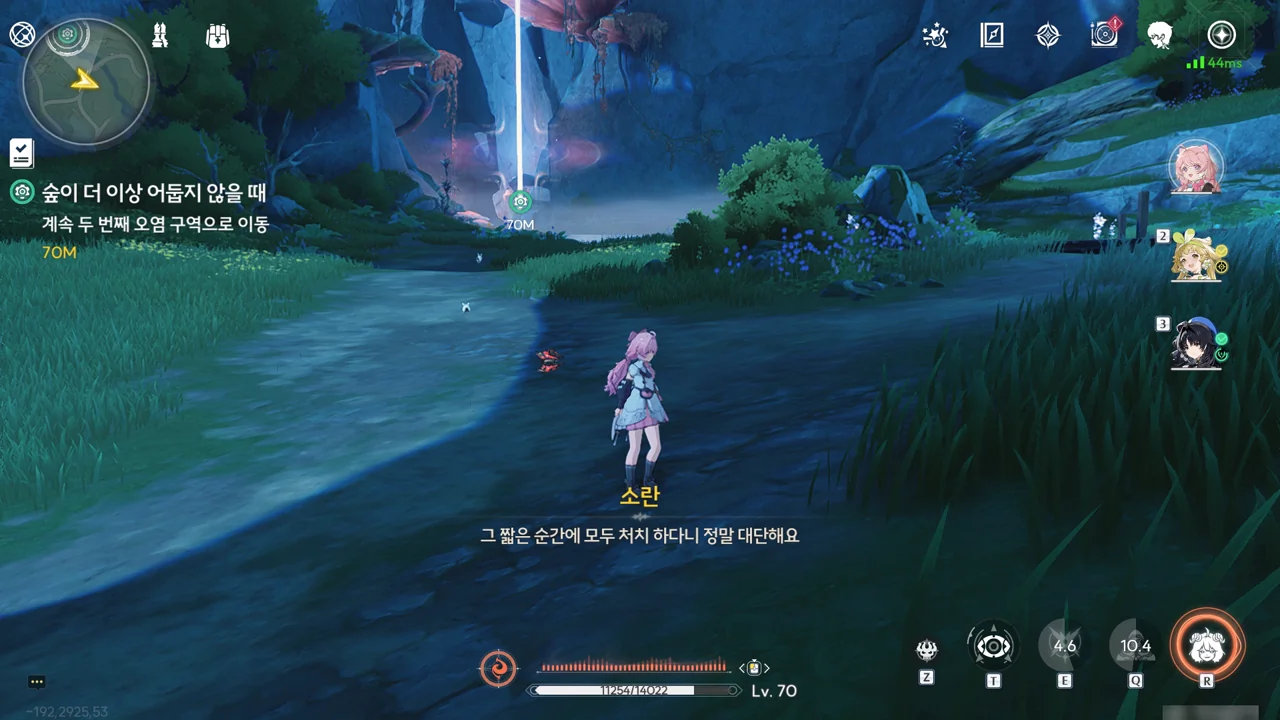 44ms
숲이 더 이상 어둡지 않을 때
계속 두 번째 오염 구역으로 이동
70M
70M
2
3
소란
그 짧은 순간에 모두 처치 하다니 정말 대단해요
4.6
10.4
Z
T
E
Q
R
11254/14022
Lv. 70
-192,2925,53